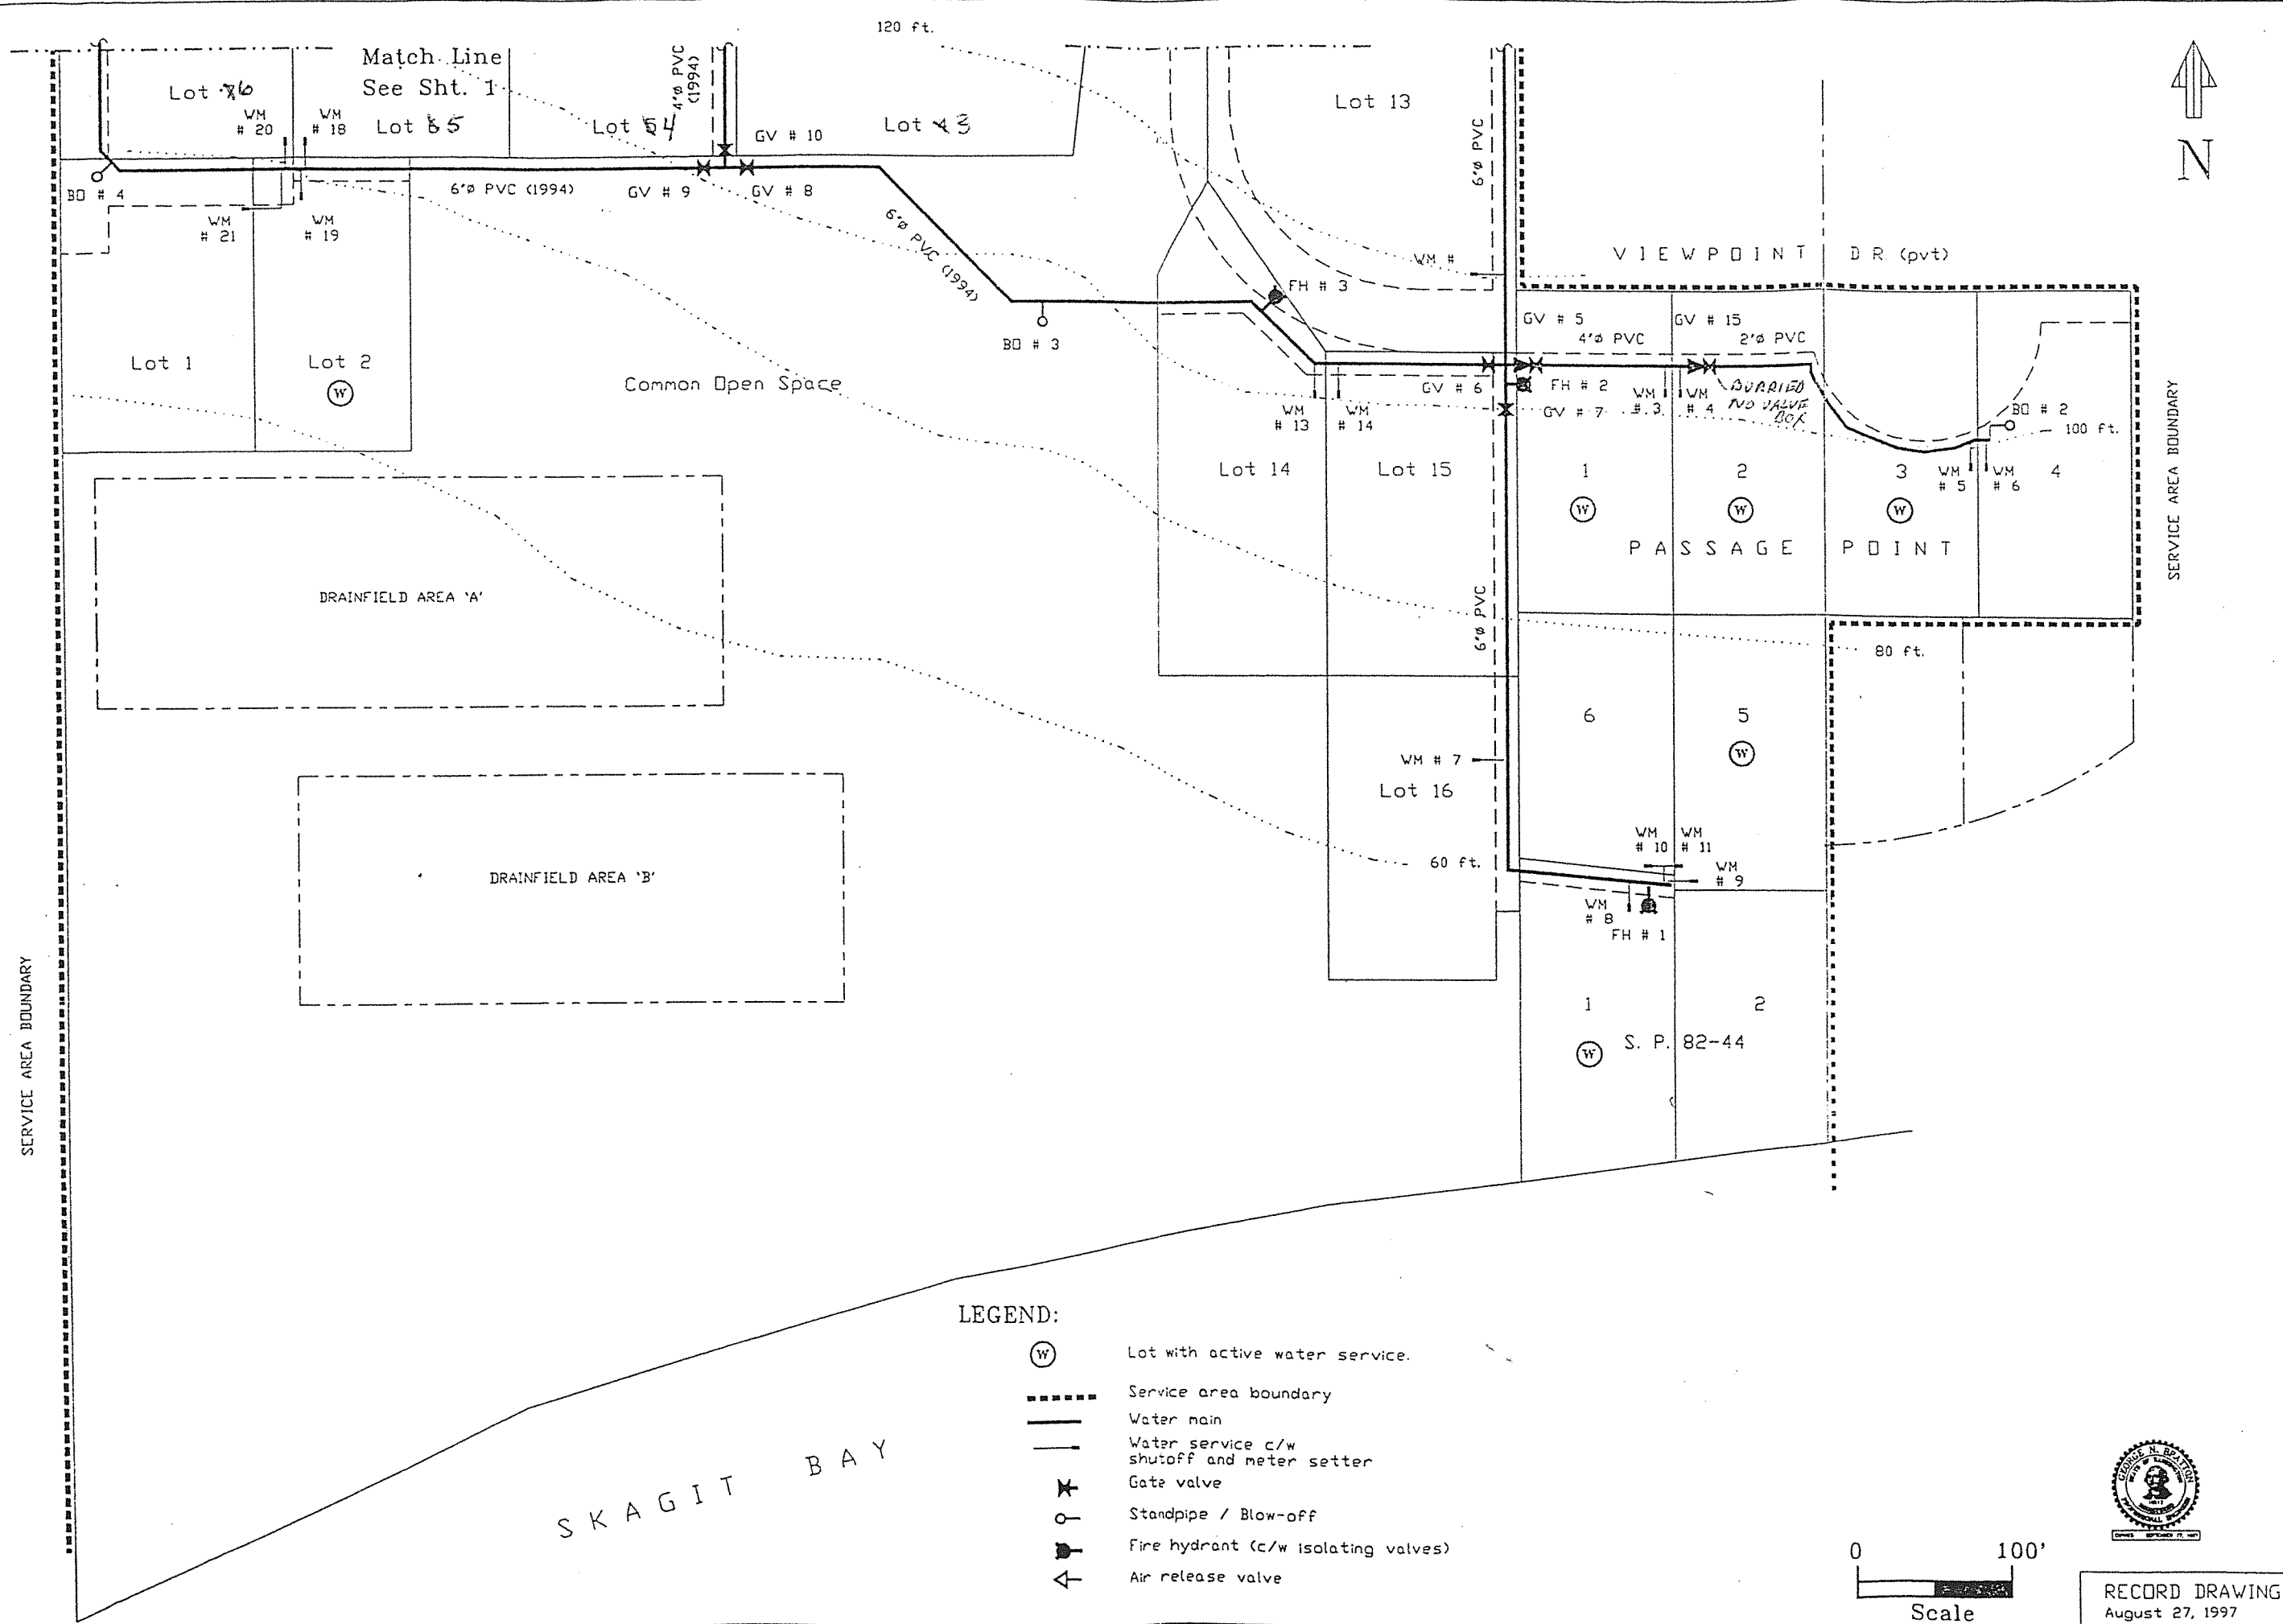 120 ft.
Match Line
See Sht. 1
4"ø PVC
(1994)
Lot 6
WM
# 20
WM
# 18
Lot 5
Lot 4
GV # 10
Lot 3
Lot 13
6"ø PVC
N
BO # 4
6"ø PVC (1994)
GV # 9
GV # 8
WM
# 21
WM
# 19
6"ø PVC (1994)
WM #
VIEWPOINT DR (pvt)
FH # 3
BO # 3
GV # 5
GV # 15
4"ø PVC
2"ø PVC
Lot 1
Lot 2
W
Common Open Space
GV # 6
FH # 2
WM
# 3
WM
# 4
BURRIED
NO VALVE
BOX
WM
# 13
WM
# 14
GV # 7
BO # 2
100 ft.
SERVICE AREA BOUNDARY
Lot 14
Lot 15
1
2
3
WM
# 5
WM
# 6
4
W
W
W
PASSAGE POINT
DRAINFIELD AREA 'A'
6"ø PVC
80 ft.
6
5
W
WM # 7
Lot 16
60 ft.
WM
# 10
WM
# 11
WM
# 9
WM
# 8
FH # 1
DRAINFIELD AREA 'B'
SERVICE AREA BOUNDARY
1
2
W
S. P. 82-44
SKAGIT BAY
LEGEND:
W Lot with active water service.
Service area boundary
Water main
Water service c/w
shutoff and meter setter
Gate valve
Standpipe / Blow-off
Fire hydrant (c/w isolating valves)
Air release valve
GEORGE N. BRATTON
0 100'
Scale
RECORD DRAWING
August 27, 1997